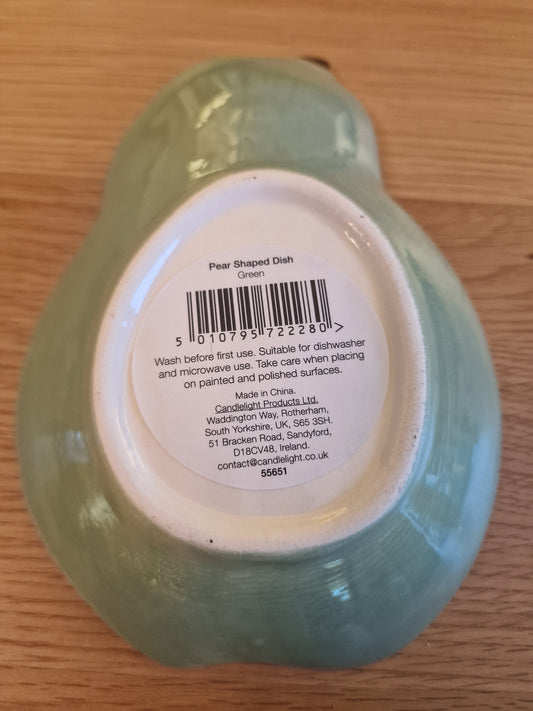 Pear Shaped Dish
Green
5 010795 722280 >
Wash before first use. Suitable for dishwasher
and microwave use. Take care when placing
on painted and polished surfaces.
Made in China.
Candlelight Products Ltd.
Waddington Way, Rotherham,
South Yorkshire, UK, S65 3SH.
51 Bracken Road, Sandyford,
D18CV48, Ireland.
contact@candlelight.co.uk
55651